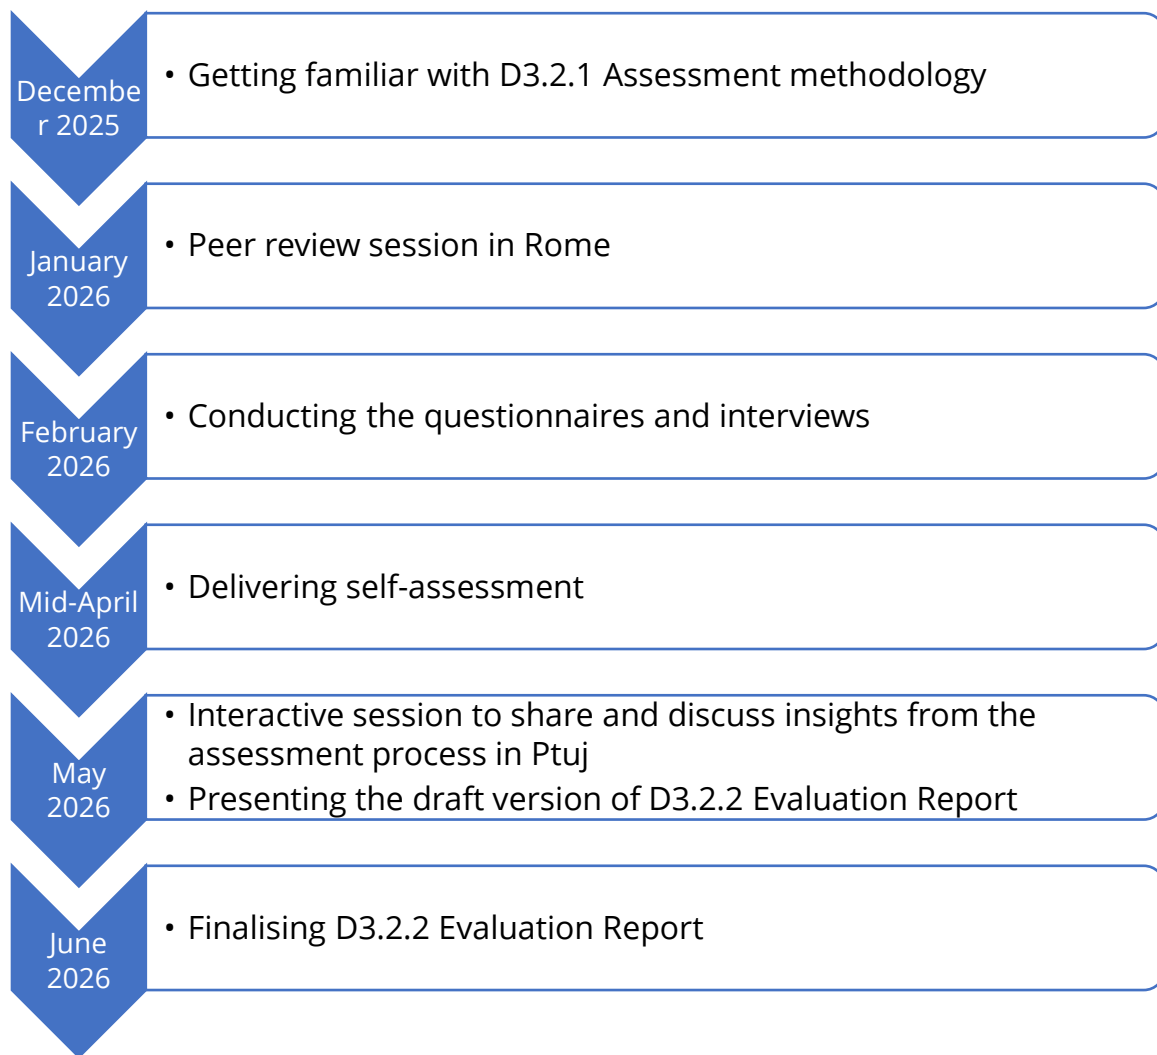 Decembe
r 2025
• Getting familiar with D3.2.1 Assessment methodology
January
2026
• Peer review session in Rome
February
2026
• Conducting the questionnaires and interviews
Mid-April
2026
• Delivering self-assessment
May
2026
• Interactive session to share and discuss insights from the
assessment process in Ptuj
• Presenting the draft version of D3.2.2 Evaluation Report
June
2026
• Finalising D3.2.2 Evaluation Report